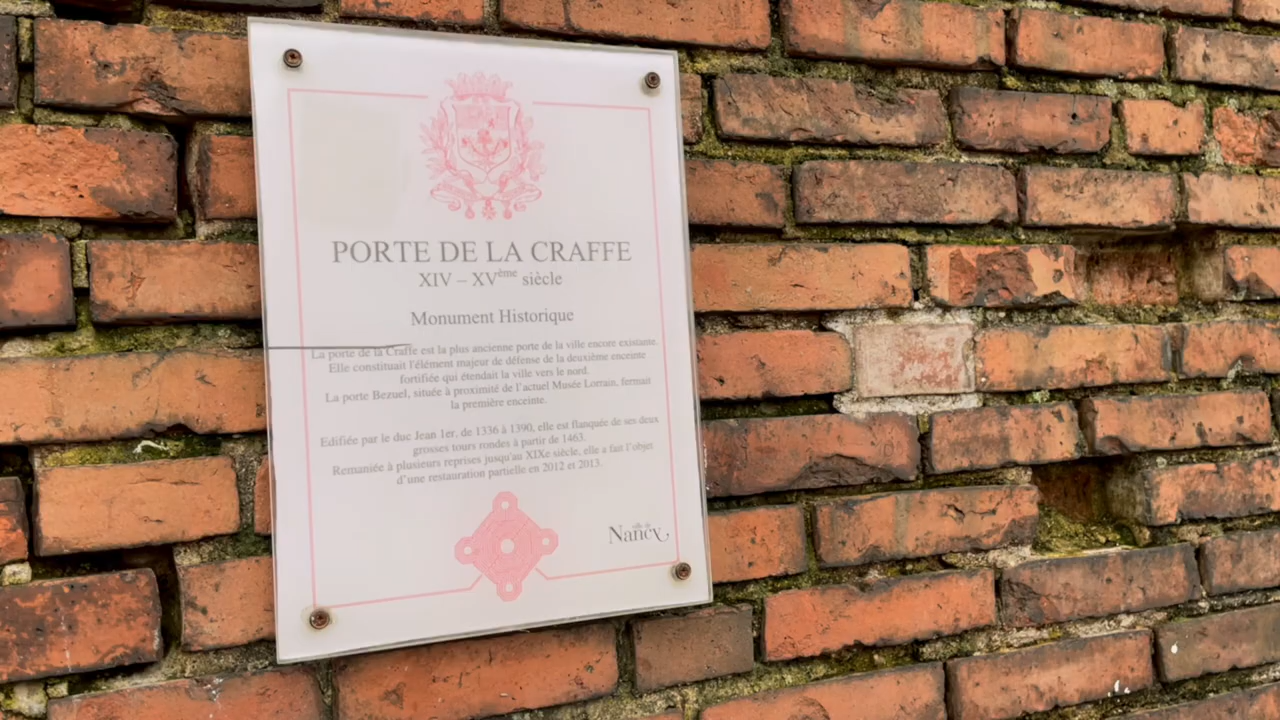 PORTE DE LA CRAFFE
XIV – XVème siècle
Monument Historique
La porte de la Craffe est la plus ancienne porte de la ville encore existante.
Elle constituait l'élément majeur de défense de la deuxième enceinte
fortifiée qui étendait la ville vers le nord.
La porte Bezuel, située à proximité de l'actuel Musée Lorrain, fermait
la première enceinte.
Edifiée par le duc Jean 1er, de 1336 à 1390, elle est flanquée de ses deux
grosses tours rondes à partir de 1463.
Remaniée à plusieurs reprises jusqu'au XIXe siècle, elle a fait l'objet
d'une restauration partielle en 2012 et 2013.
ville de
Nancy